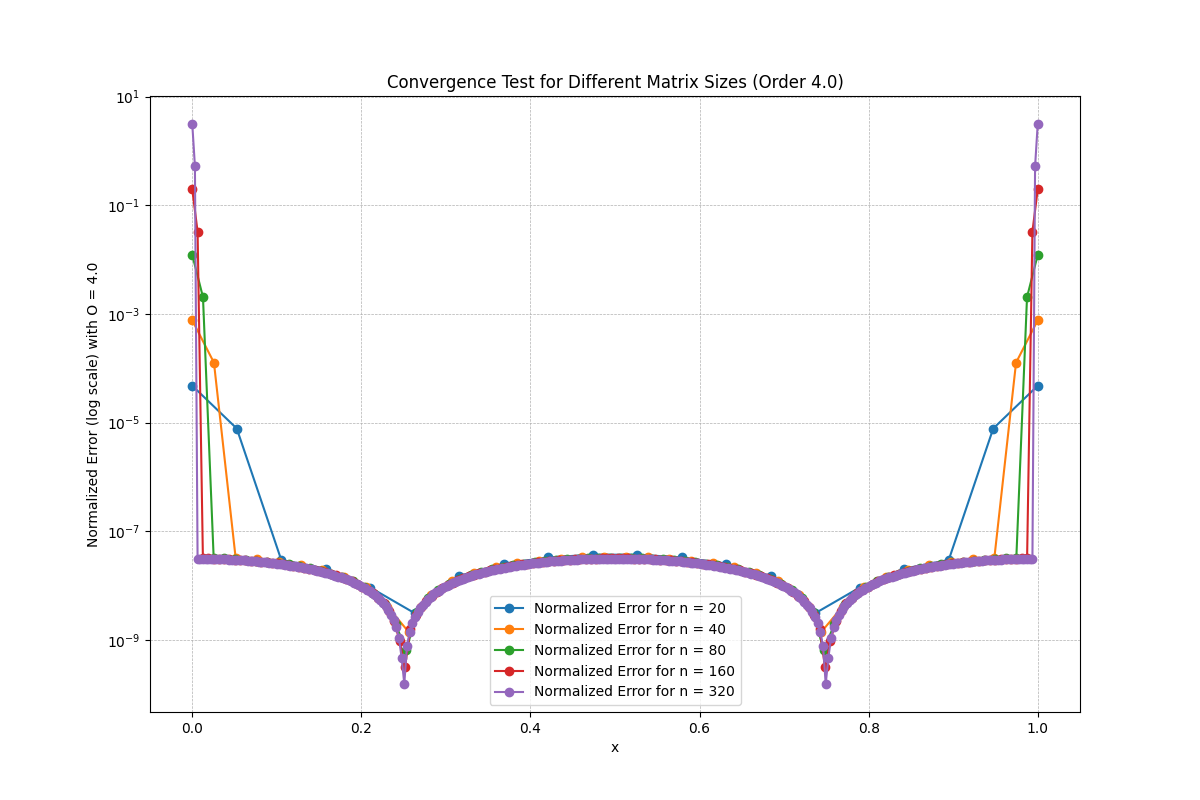 Convergence Test for Different Matrix Sizes (Order 4.0)
Normalized Error (log scale) with O = 4.0
10¹
10⁻¹
10⁻³
10⁻⁵
10⁻⁷
10⁻⁹
Normalized Error for n = 20
Normalized Error for n = 40
Normalized Error for n = 80
Normalized Error for n = 160
Normalized Error for n = 320
0.0 0.2 0.4 0.6 0.8 1.0
x